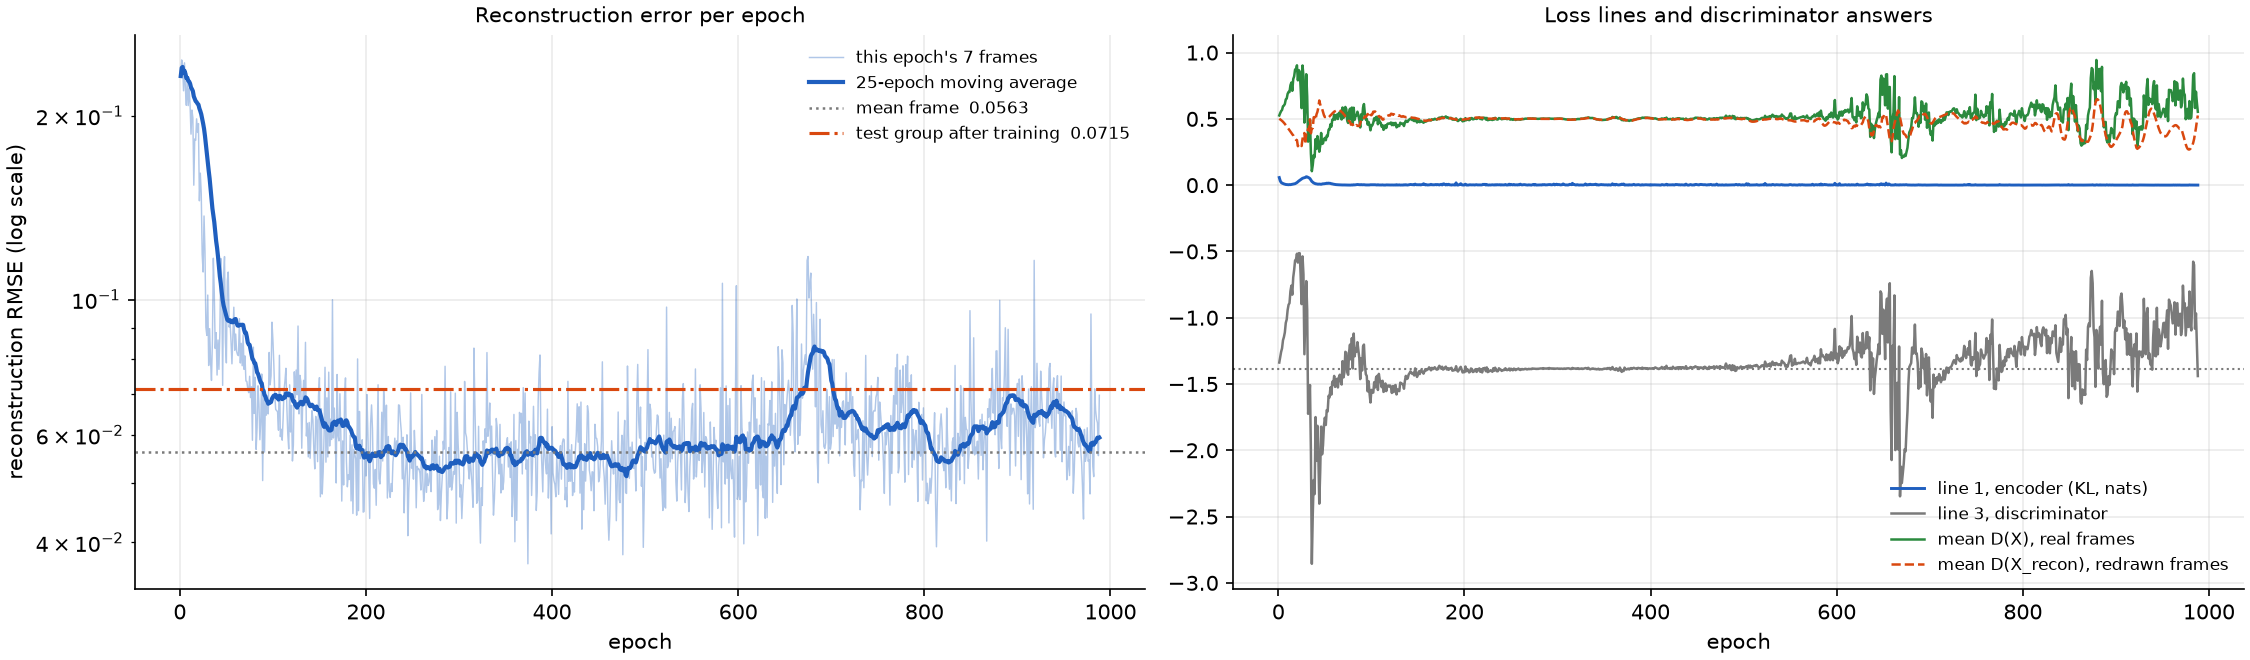 Reconstruction error per epoch
reconstruction RMSE (log scale)
2 × 10⁻¹
10⁻¹
6 × 10⁻²
4 × 10⁻²
this epoch's 7 frames
25-epoch moving average
mean frame 0.0563
test group after training 0.0715
0 200 400 600 800 1000
epoch
Loss lines and discriminator answers
1.0
0.5
0.0
−0.5
−1.0
−1.5
−2.0
−2.5
−3.0
line 1, encoder (KL, nats)
line 3, discriminator
mean D(X), real frames
mean D(X_recon), redrawn frames
0 200 400 600 800 1000
epoch